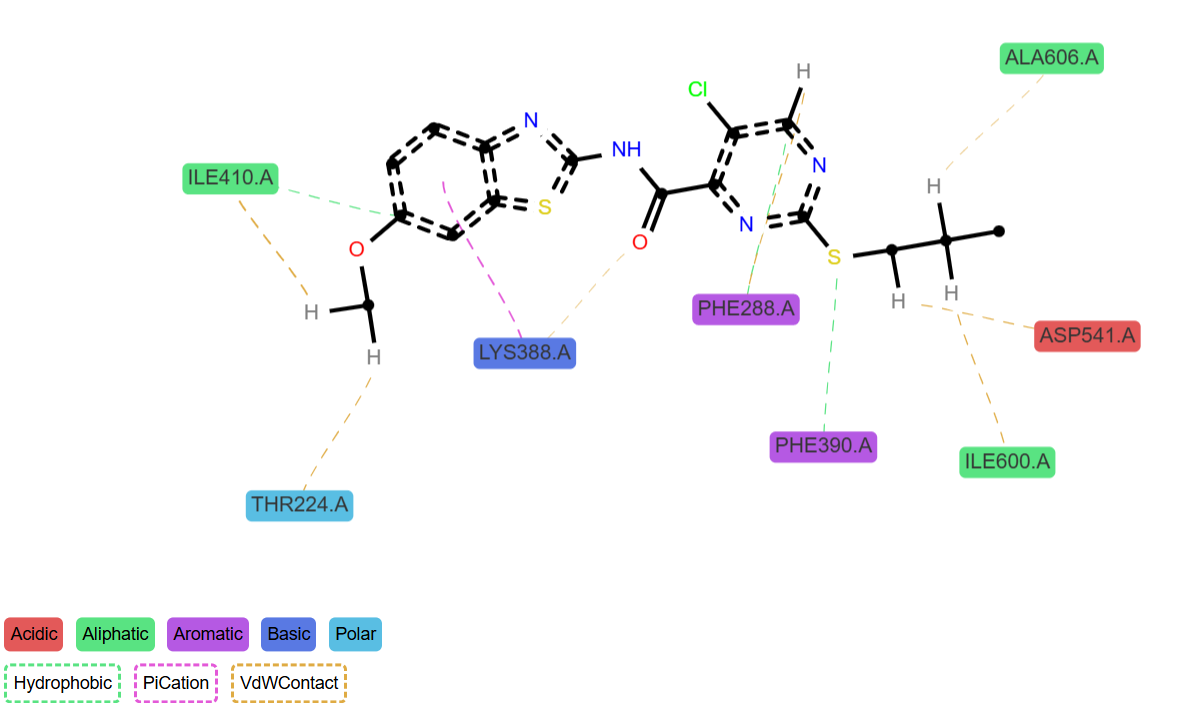 ALA606.A
H
Cl
N
NH
N
ILE410.A
H
S
N
O
O
S
H
H
H
PHE288.A
H
ASP541.A
LYS388.A
H
PHE390.A
ILE600.A
THR224.A
Acidic Aliphatic Aromatic Basic Polar
Hydrophobic PiCation VdWContact